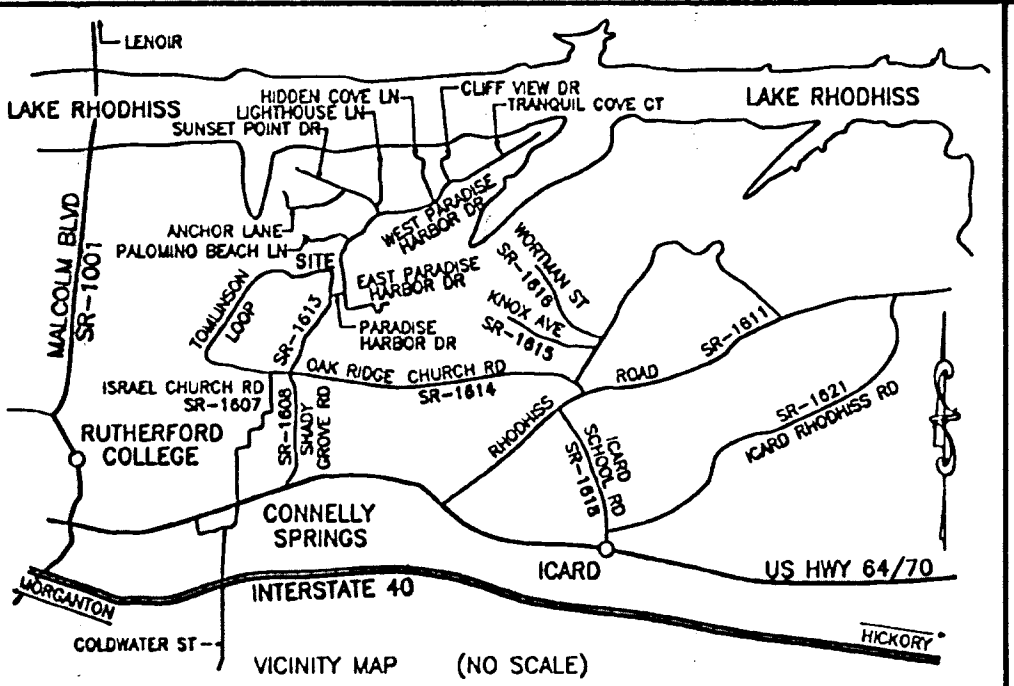 LENOIR
LAKE RHODHISS
HIDDEN COVE LN
LIGHTHOUSE LN
SUNSET POINT DR
CLIFF VIEW DR
TRANQUIL COVE CT
LAKE RHODHISS
MALCOLM BLVD
SR-1001
ANCHOR LANE
PALOMINO BEACH LN
SITE
WEST PARADISE
HARBOR DR
EAST PARADISE
HARBOR DR
PARADISE
HARBOR DR
TOMLINSON
LOOP
SR-1613
WORTMAN ST
SR-1616
KNOX AVE
SR-1615
SR-1611
ROAD
RHODHISS
OAK RIDGE CHURCH RD
SR-1614
ISRAEL CHURCH RD
SR-1607
SR-1608
SHADY
GROVE RD
RUTHERFORD
COLLEGE
ICARD
SCHOOL RD
SR-1618
SR-1621
ICARD RHODHISS RD
CONNELLY
SPRINGS
ICARD
US HWY 64/70
INTERSTATE 40
MORGANTON
HICKORY
COLDWATER ST
VICINITY MAP (NO SCALE)